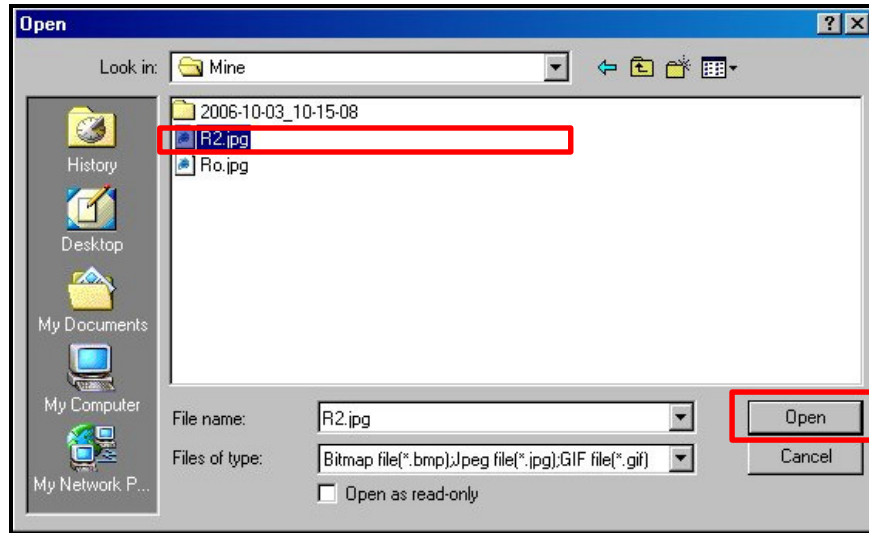 Open
Look in: Mine
2006-10-03_10-15-08
R2.jpg
Ro.jpg
History
Desktop
My Documents
My Computer
My Network P...
File name: R2.jpg Open
Files of type: Bitmap file(*.bmp);Jpeg file(*.jpg);GIF file(*.gif) Cancel
Open as read-only